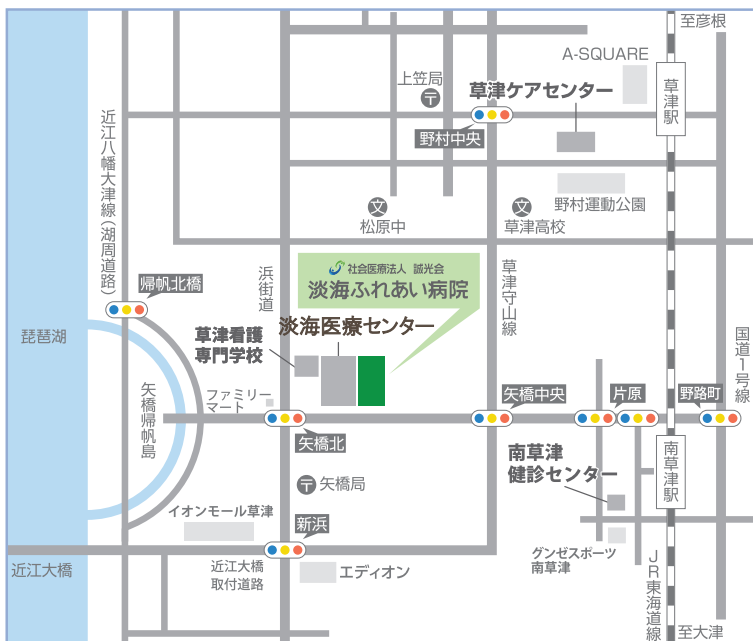 至彦根
A-SQUARE
上笠局
草津ケアセンター
草津駅
野村中央
近江八幡大津線(湖周道路)
文
松原中
文
草津高校
野村運動公園
浜街道
社会医療法人 誠光会
淡海ふれあい病院
草津守山線
帰帆北橋
淡海医療センター
琵琶湖
草津看護
専門学校
国道1号線
矢橋帰帆島
ファミリー
マート
矢橋中央
片原
野路町
矢橋北
南草津
健診センター
南草津駅
矢橋局
イオンモール草津
新浜
グンゼスポーツ
南草津
近江大橋
近江大橋
取付道路
エディオン
JR東海道線
至大津